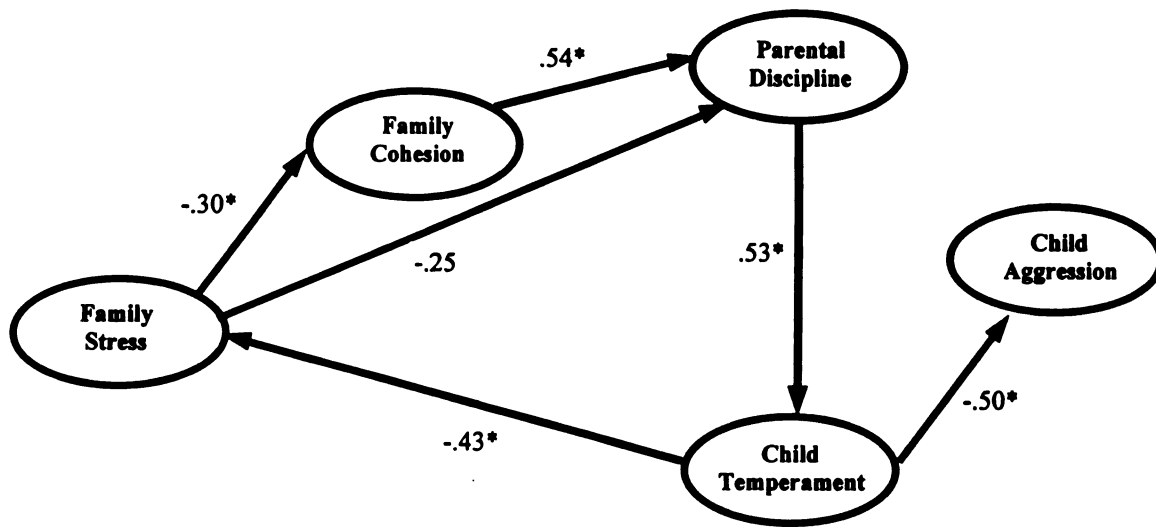 Parental
Discipline
.54*
Family
Cohesion
-.30*
-.25
.53*
Child
Aggression
Family
Stress
-.43*
-.50*
Child
Temperament